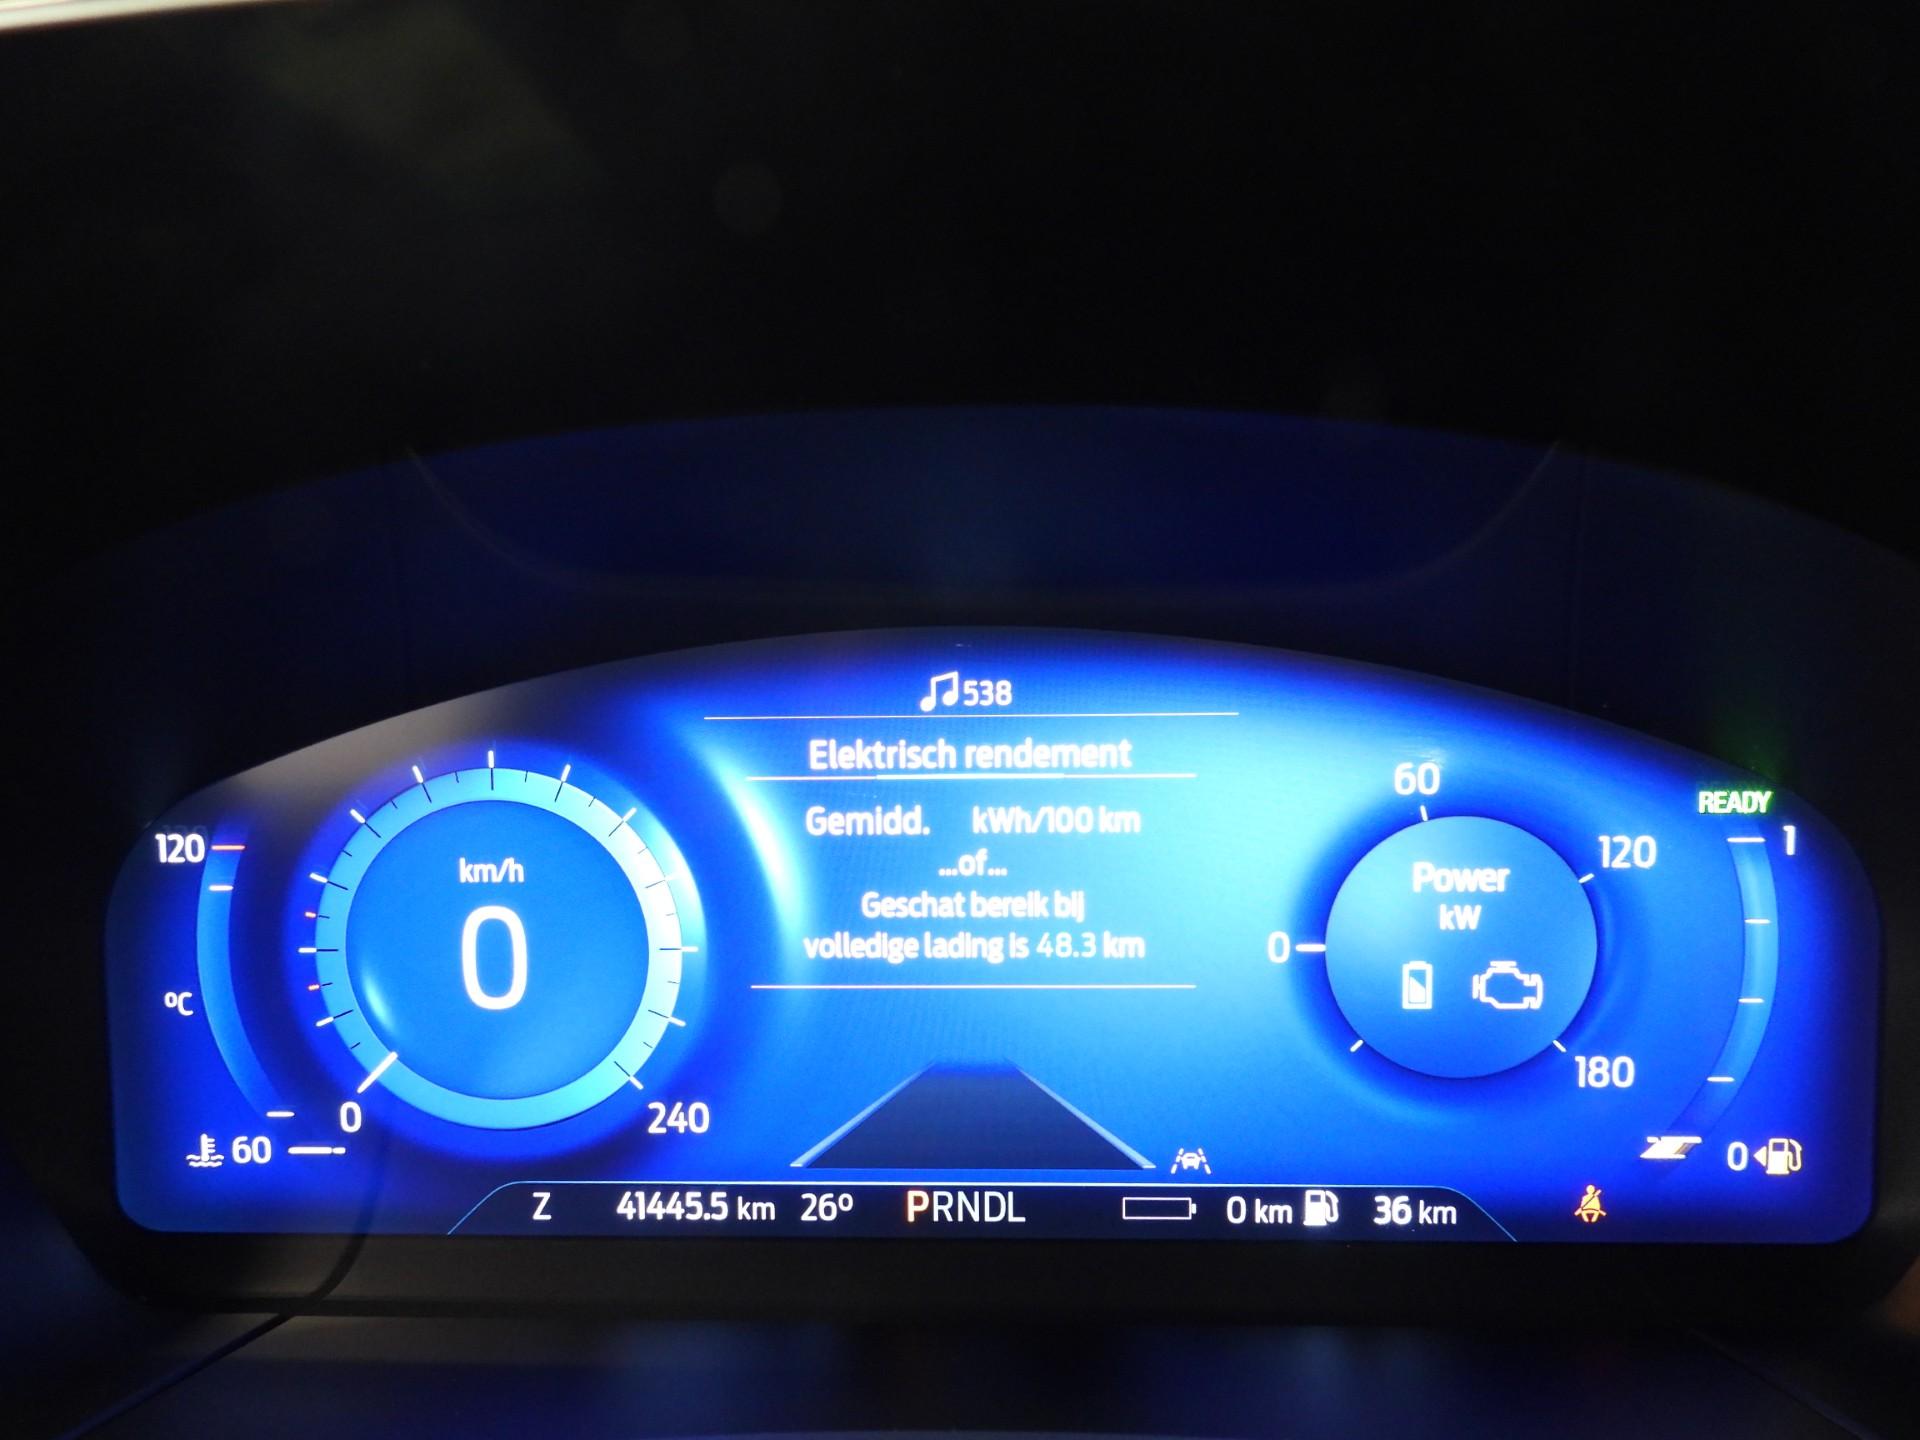 538
Elektrisch rendement
Gemidd. kWh/100 km
...of...
Geschat bereik bij
volledige lading is 48.3 km
120
°C
60
km/h
0
0
240
60
120
Power
kW
0
180
READY
1
0
Z 41445.5 km 26° PRNDL 0 km 36 km